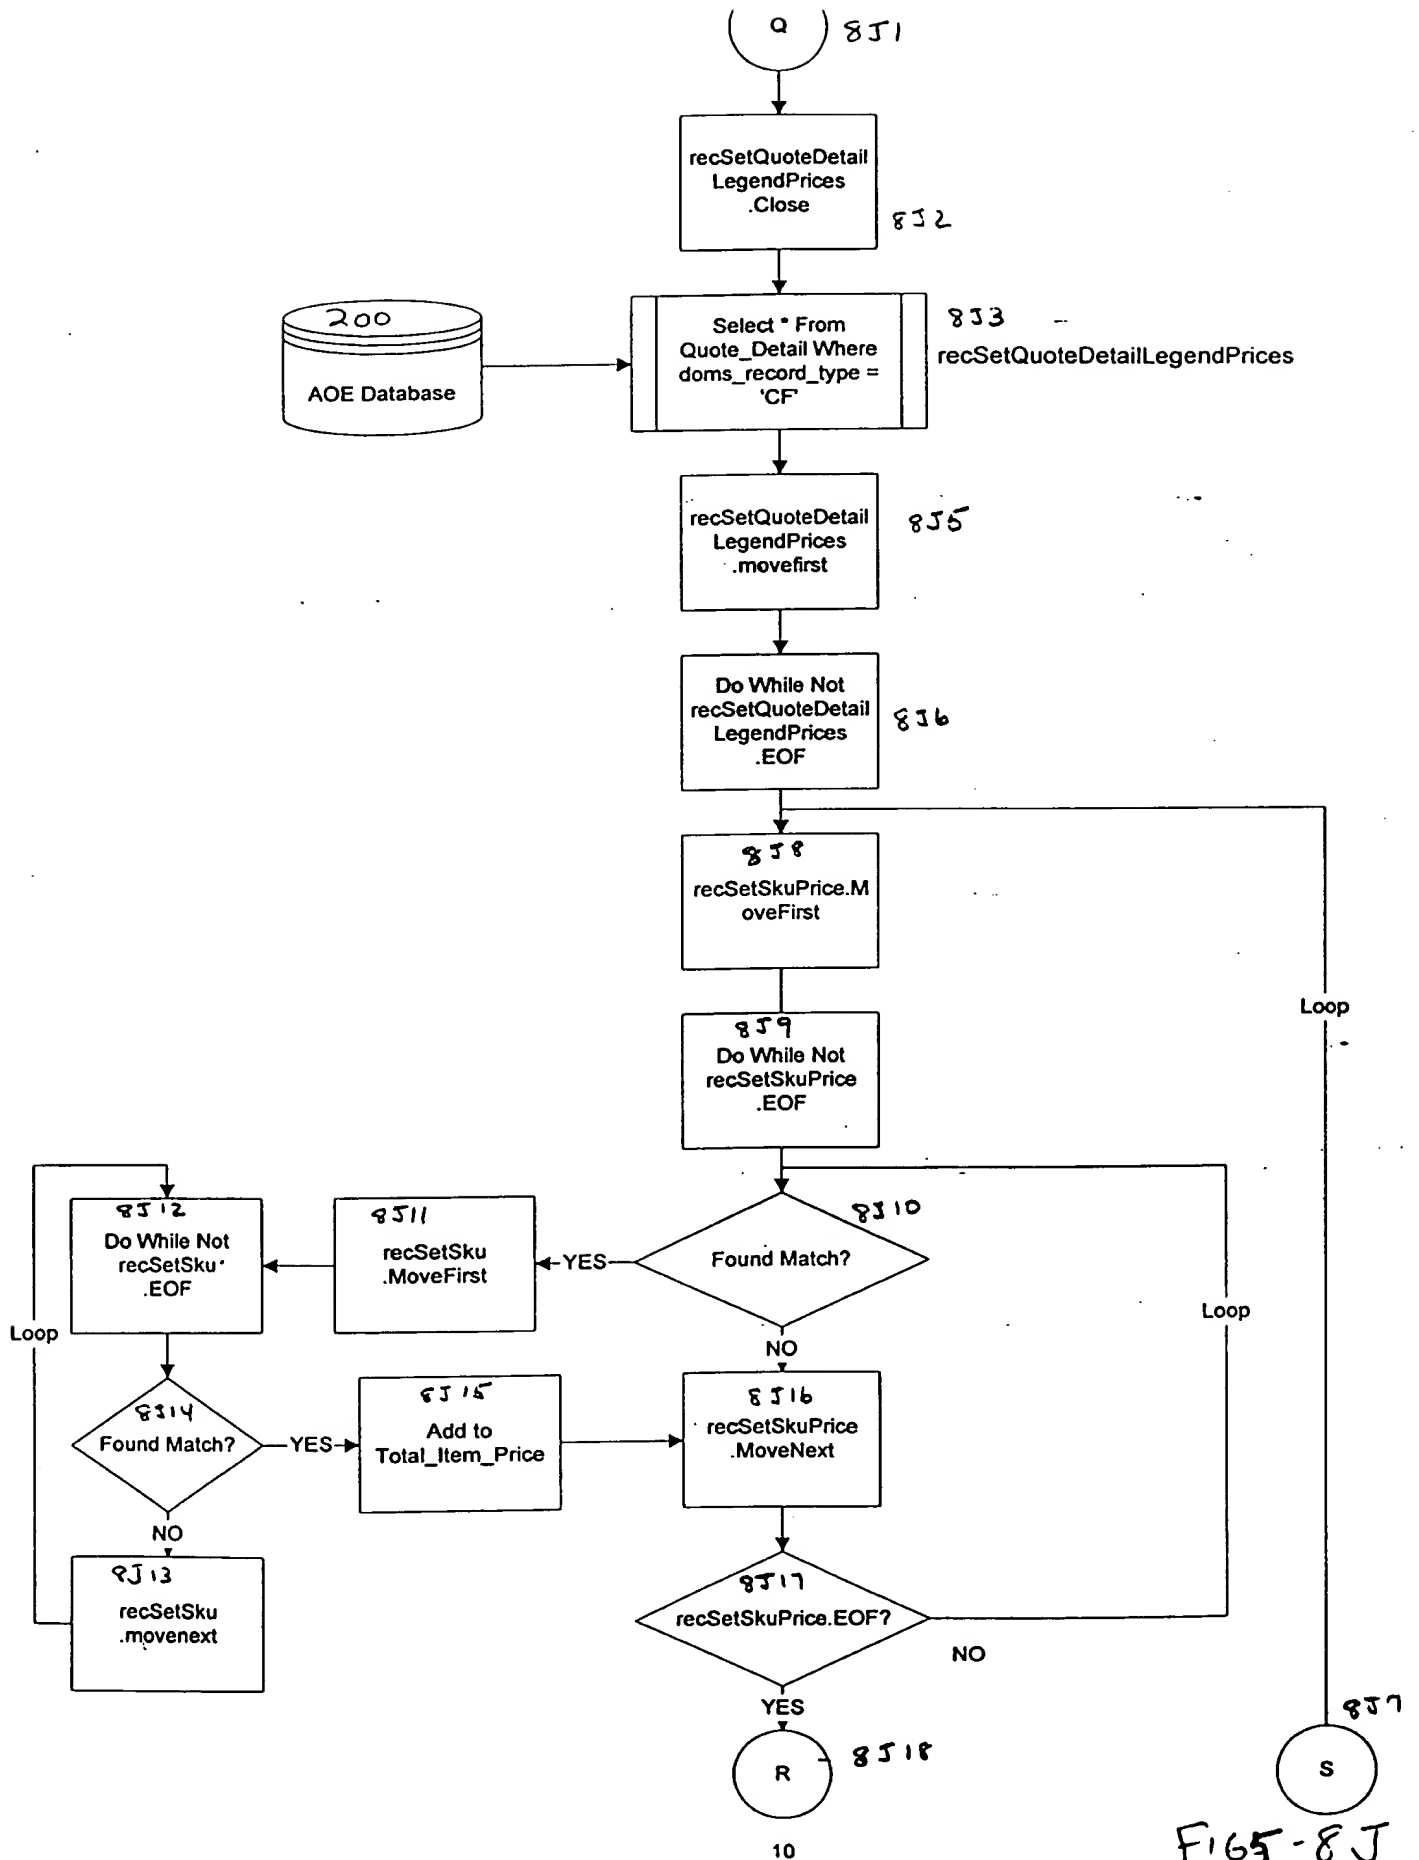 Q
8J1
recSetQuoteDetail
LegendPrices
.Close
8J2
200
AOE Database
Select * From
Quote_Detail Where
doms_record_type =
'CF'
8J3
recSetQuoteDetailLegendPrices
recSetQuoteDetail
LegendPrices
.movefirst
8J5
Do While Not
recSetQuoteDetail
LegendPrices
.EOF
8J6
8J8
recSetSkuPrice.M
oveFirst
Loop
8J9
Do While Not
recSetSkuPrice
.EOF
8J12
Do While Not
recSetSku
.EOF
8J11
recSetSku
.MoveFirst
YES
8J10
Found Match?
Loop
Loop
NO
8J14
Found Match?
YES
8J15
Add to
Total_Item_Price
8J16
recSetSkuPrice
.MoveNext
NO
8J13
recSetSku
.movenext
8J17
recSetSkuPrice.EOF?
NO
YES
8J7
R
8J18
S
10
FIG5-8J